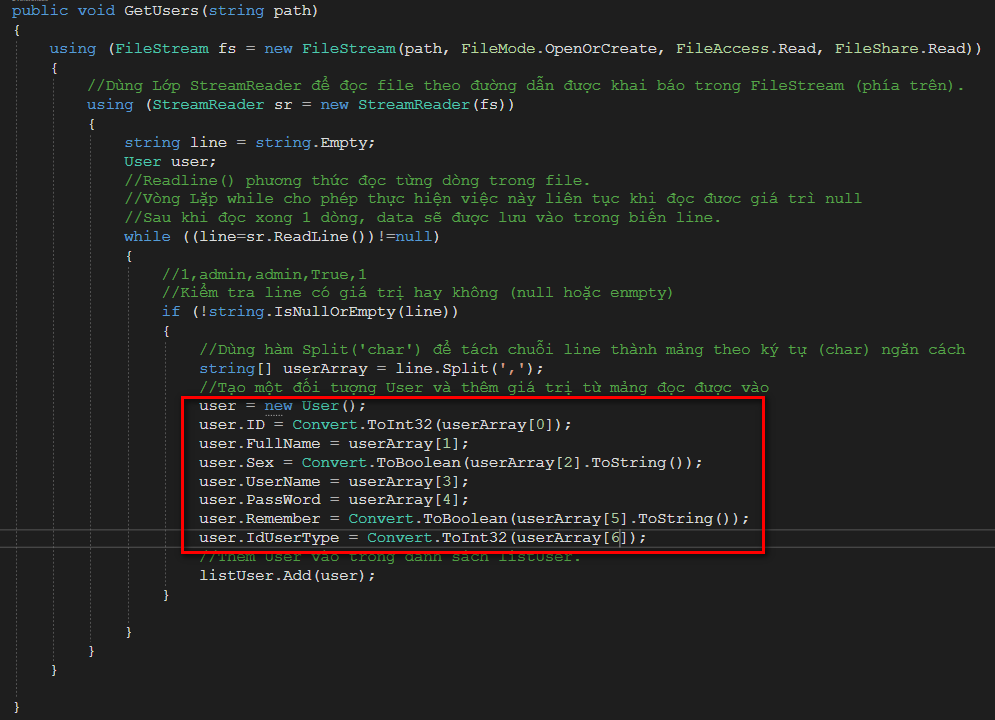 public void GetUsers(string path)
{
using (FileStream fs = new FileStream(path, FileMode.OpenOrCreate, FileAccess.Read, FileShare.Read))
{
//Dùng Lớp StreamReader để đọc file theo đường dẫn được khai báo trong FileStream (phía trên).
using (StreamReader sr = new StreamReader(fs))
{
string line = string.Empty;
User user;
//Readline() phương thức đọc từng dòng trong file.
//Vòng Lặp while cho phép thực hiện việc này liên tục khi đọc đươc giá trì null
//Sau khi đọc xong 1 dòng, data sẽ được lưu vào trong biến line.
while ((line=sr.ReadLine())!=null)
{
//1,admin,admin,True,1
//Kiểm tra line có giá trị hay không (null hoặc enmpty)
if (!string.IsNullOrEmpty(line))
{
//Dùng hàm Split('char') để tách chuỗi line thành mảng theo ký tự (char) ngăn cách
string[] userArray = line.Split(',');
//Tạo một đối tượng User và thêm giá trị từ mảng đọc được vào
user = new User();
user.ID = Convert.ToInt32(userArray[0]);
user.FullName = userArray[1];
user.Sex = Convert.ToBoolean(userArray[2].ToString());
user.UserName = userArray[3];
user.PassWord = userArray[4];
user.Remember = Convert.ToBoolean(userArray[5].ToString());
user.IdUserType = Convert.ToInt32(userArray[6]);
//Thêm User vào trong danh sách listUser.
listUser.Add(user);
}
}
}
}
}